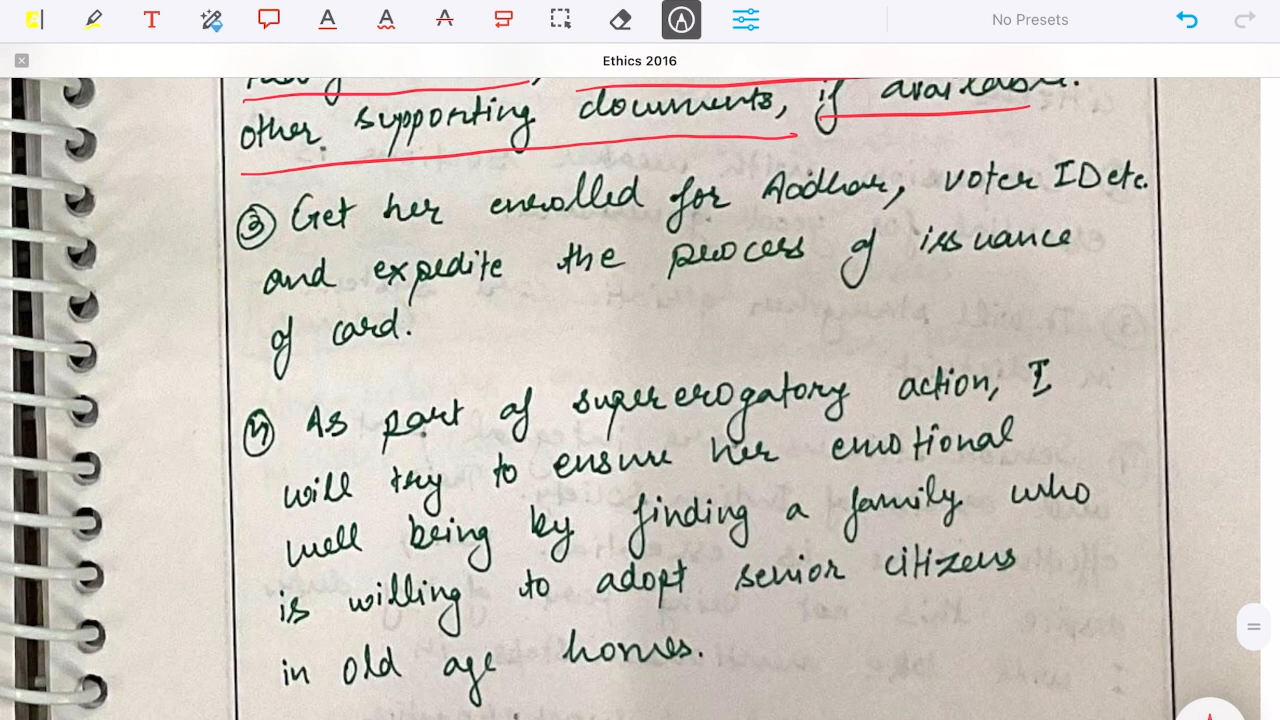 No Presets
Ethics 2016
other supporting documents, if available.
③ Get her enrolled for Aadhar, voter ID etc.
and expedite the process of issuance
of card.
④ As part of supererogatory action, I
will try to ensure her emotional
well being by finding a family who
is willing to adopt senior citizens
in old age homes.